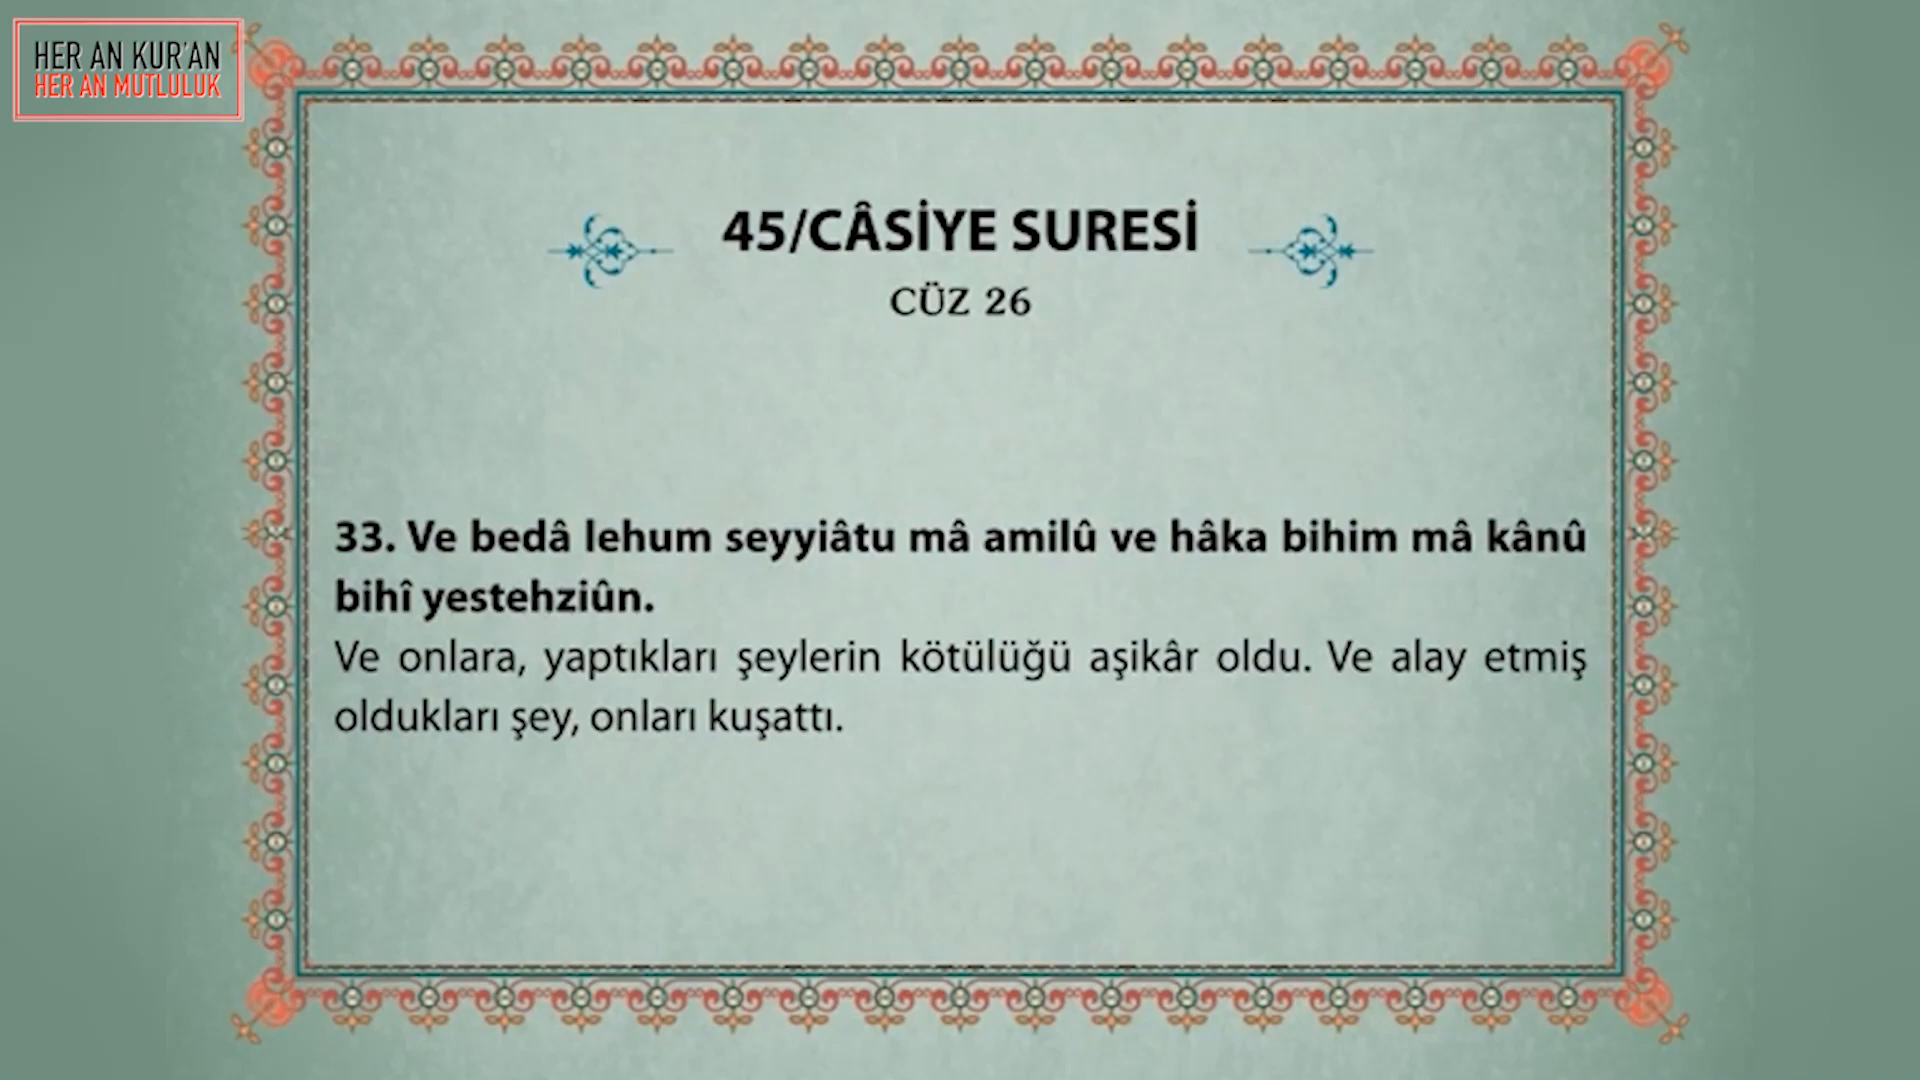 HER AN KUR'AN
HER AN MUTLULUK
45/CÂSİYE SURESİ
CÜZ 26
33. Ve bedâ lehum seyyiâtu mâ amilû ve hâka bihim mâ kânû
bihî yestehziûn.
Ve onlara, yaptıkları şeylerin kötülüğü aşikâr oldu. Ve alay etmiş
oldukları şey, onları kuşattı.